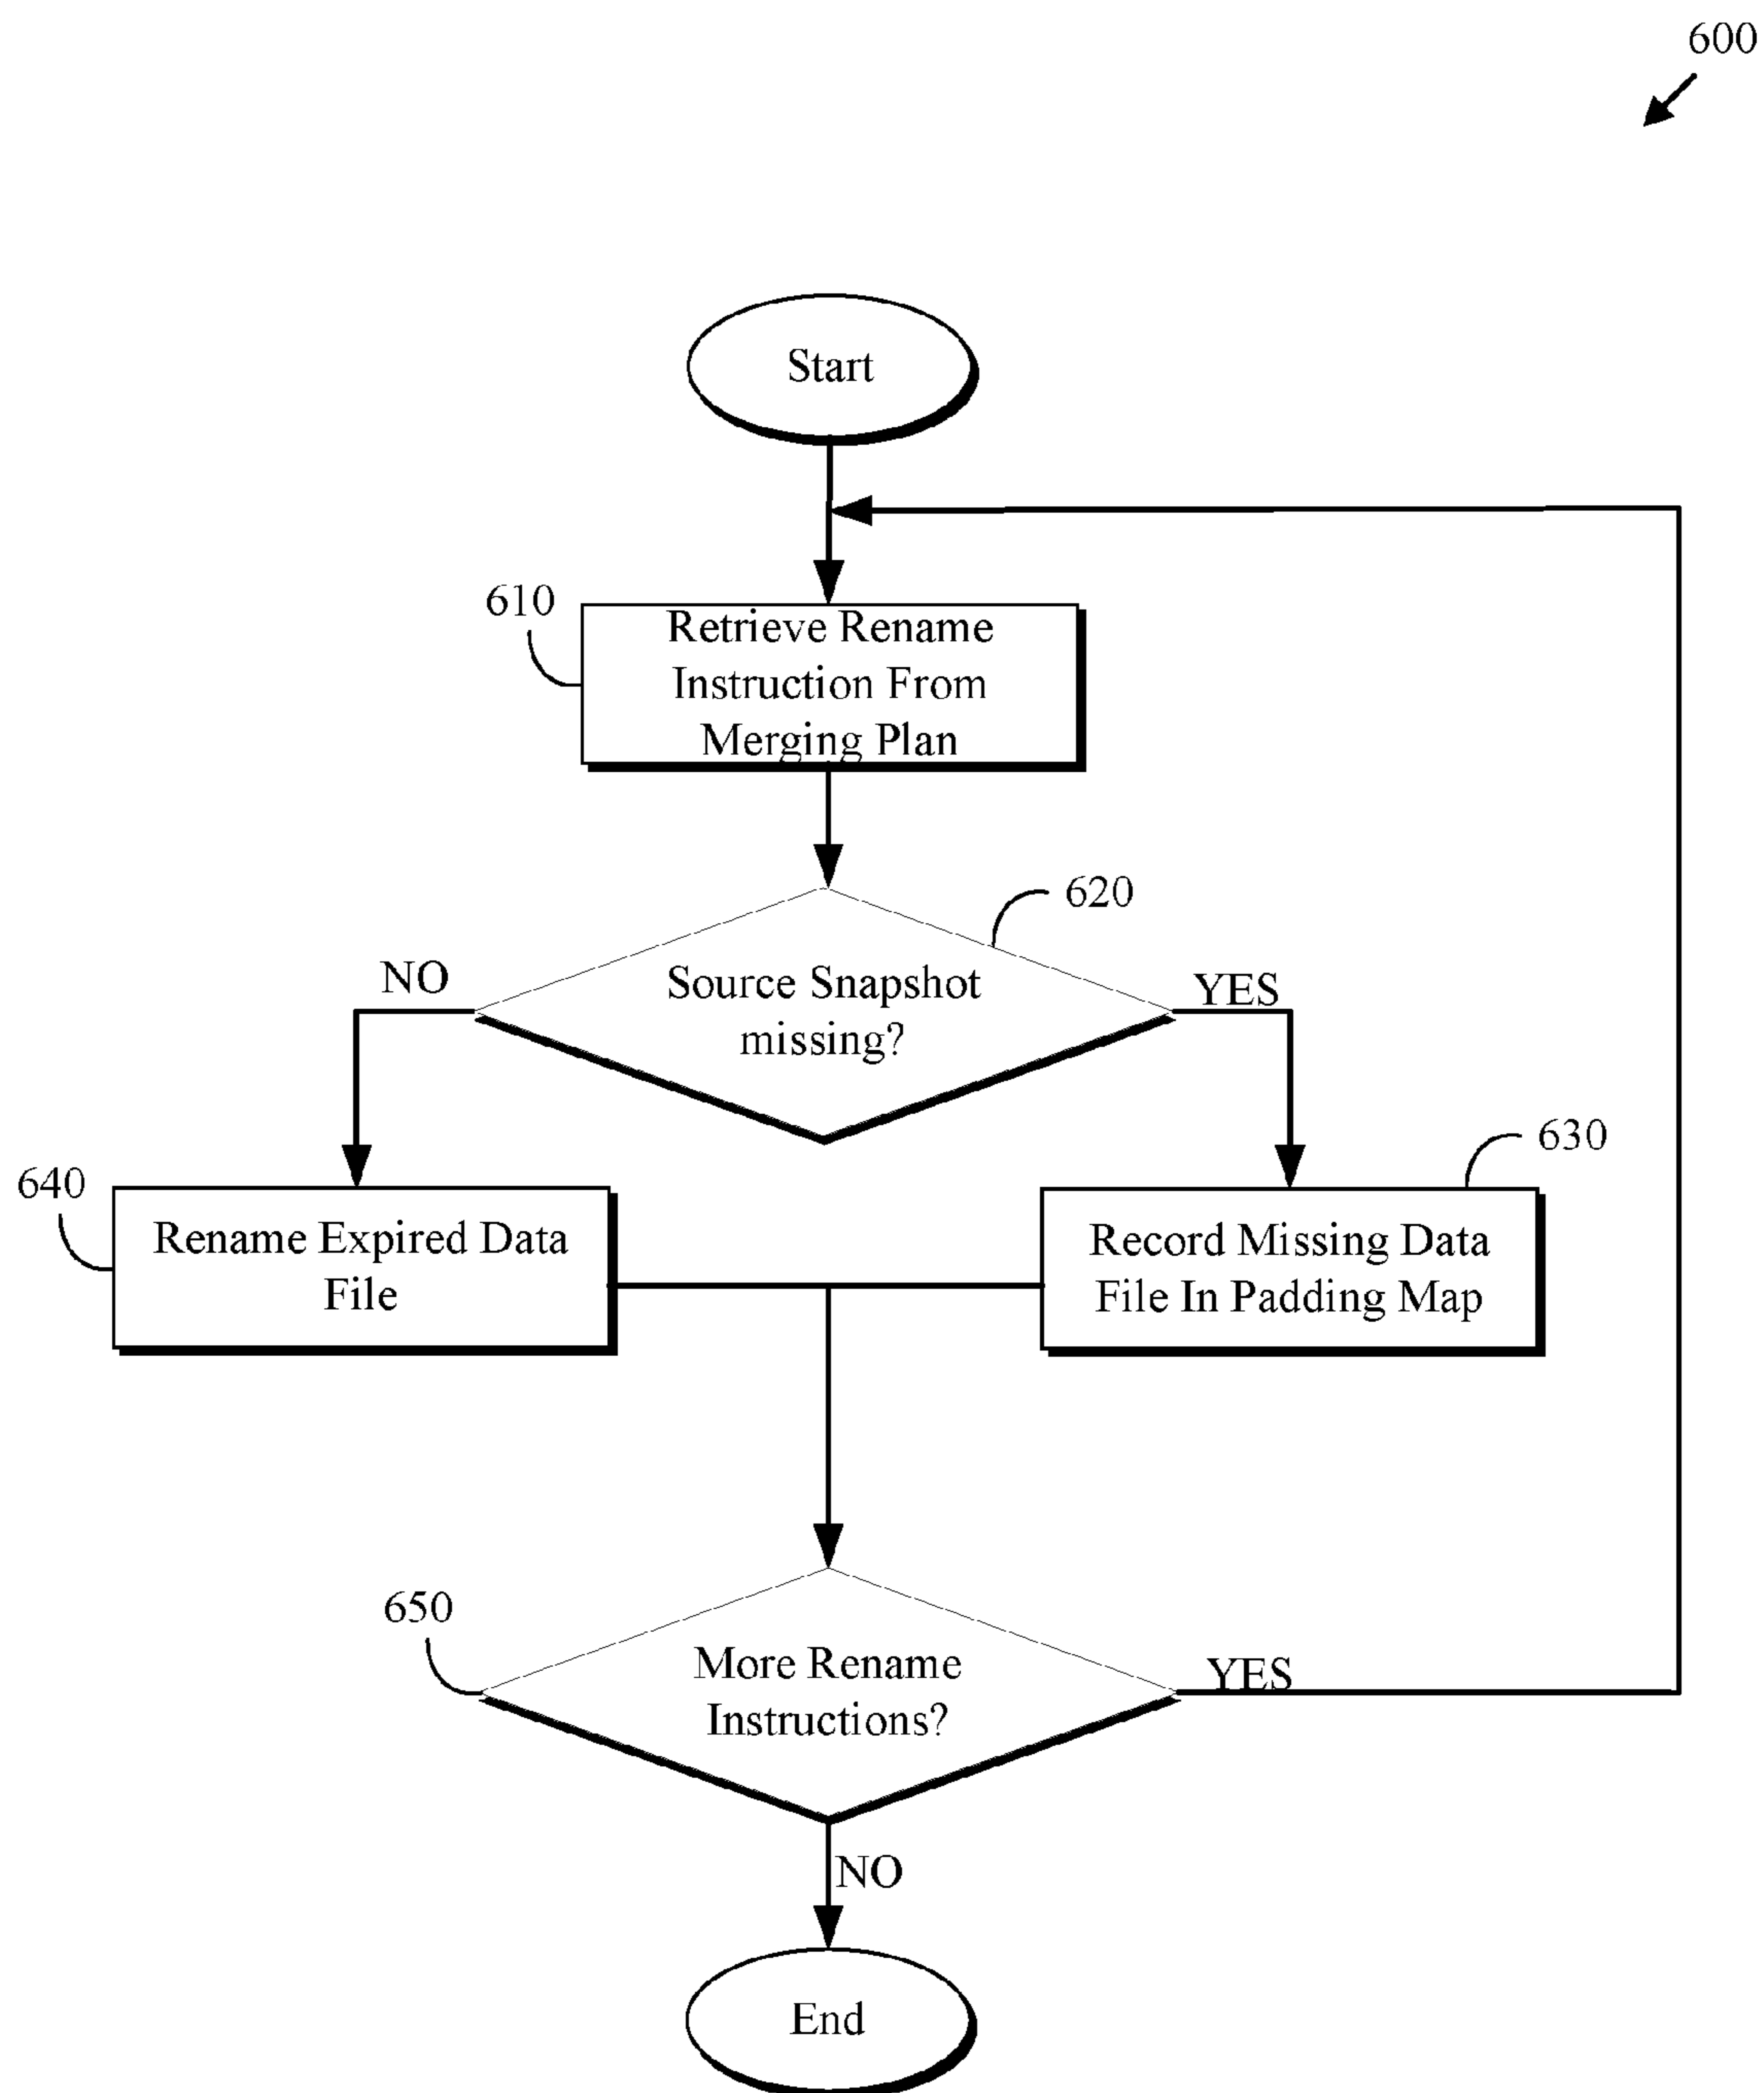 600
Start
610
Retrieve Rename
Instruction From
Merging Plan
620
NO
Source Snapshot
missing?
YES
630
640
Rename Expired Data
File
Record Missing Data
File In Padding Map
650
More Rename
Instructions?
YES
NO
End